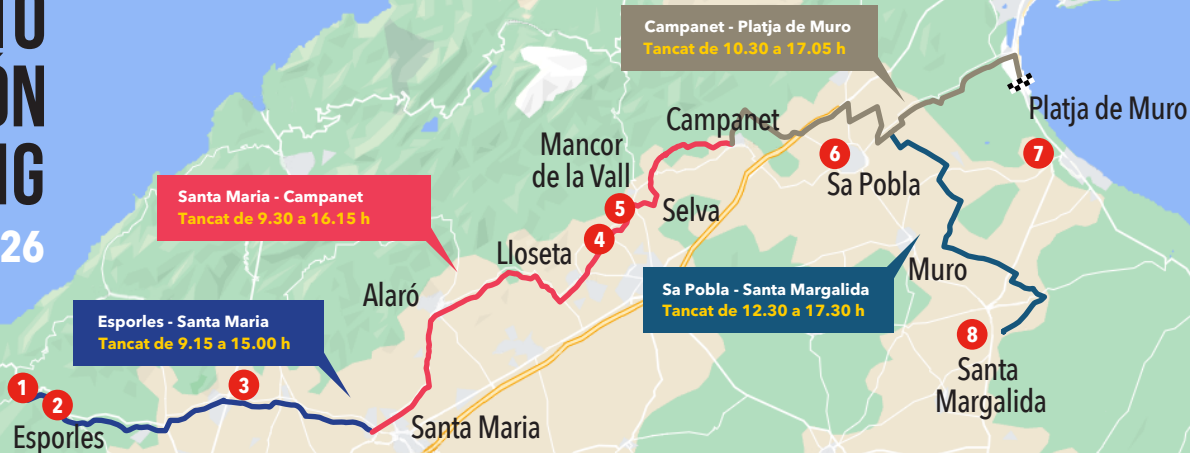 26
Campanet - Platja de Muro
Tancat de 10.30 a 17.05 h
Platja de Muro
Campanet
Mancor
de la Vall
6
7
Sa Pobla
Santa Maria - Campanet
Tancat de 9.30 a 16.15 h
5
Selva
4
Lloseta
Alaró
Muro
Sa Pobla - Santa Margalida
Tancat de 12.30 a 17.30 h
Esporles - Santa Maria
Tancat de 9.15 a 15.00 h
8
Santa
Margalida
1
2
3
Esporles
Santa Maria